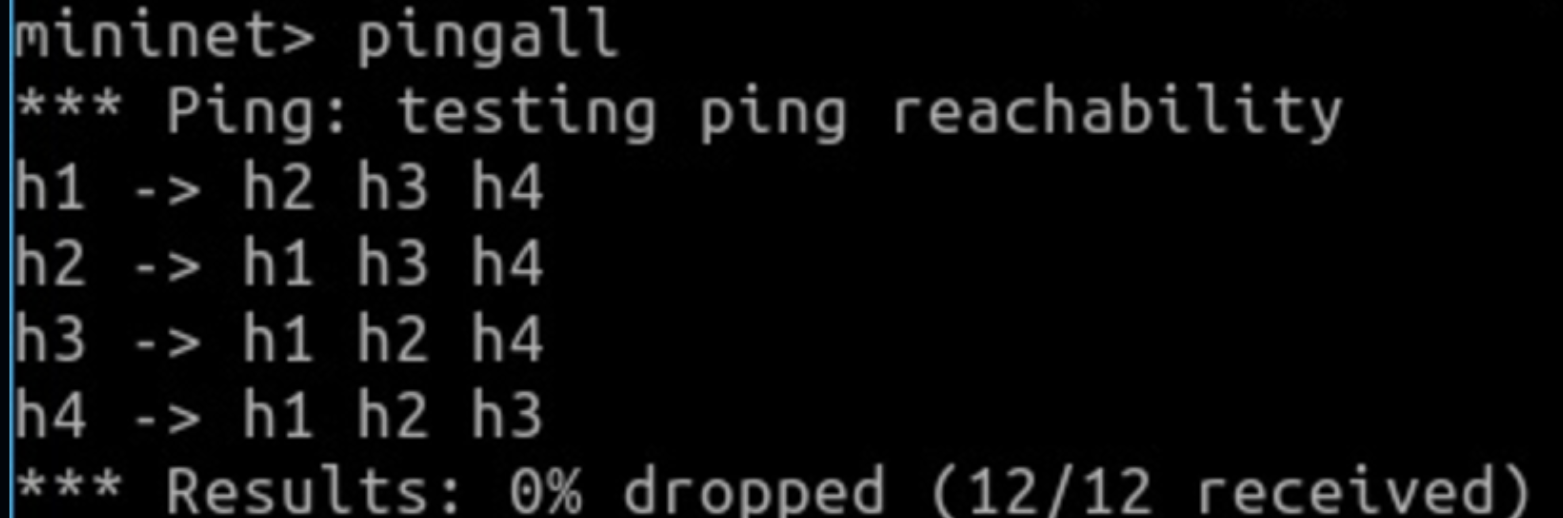 mininet> pingall
*** Ping: testing ping reachability
h1 -> h2 h3 h4
h2 -> h1 h3 h4
h3 -> h1 h2 h4
h4 -> h1 h2 h3
*** Results: 0% dropped (12/12 received)